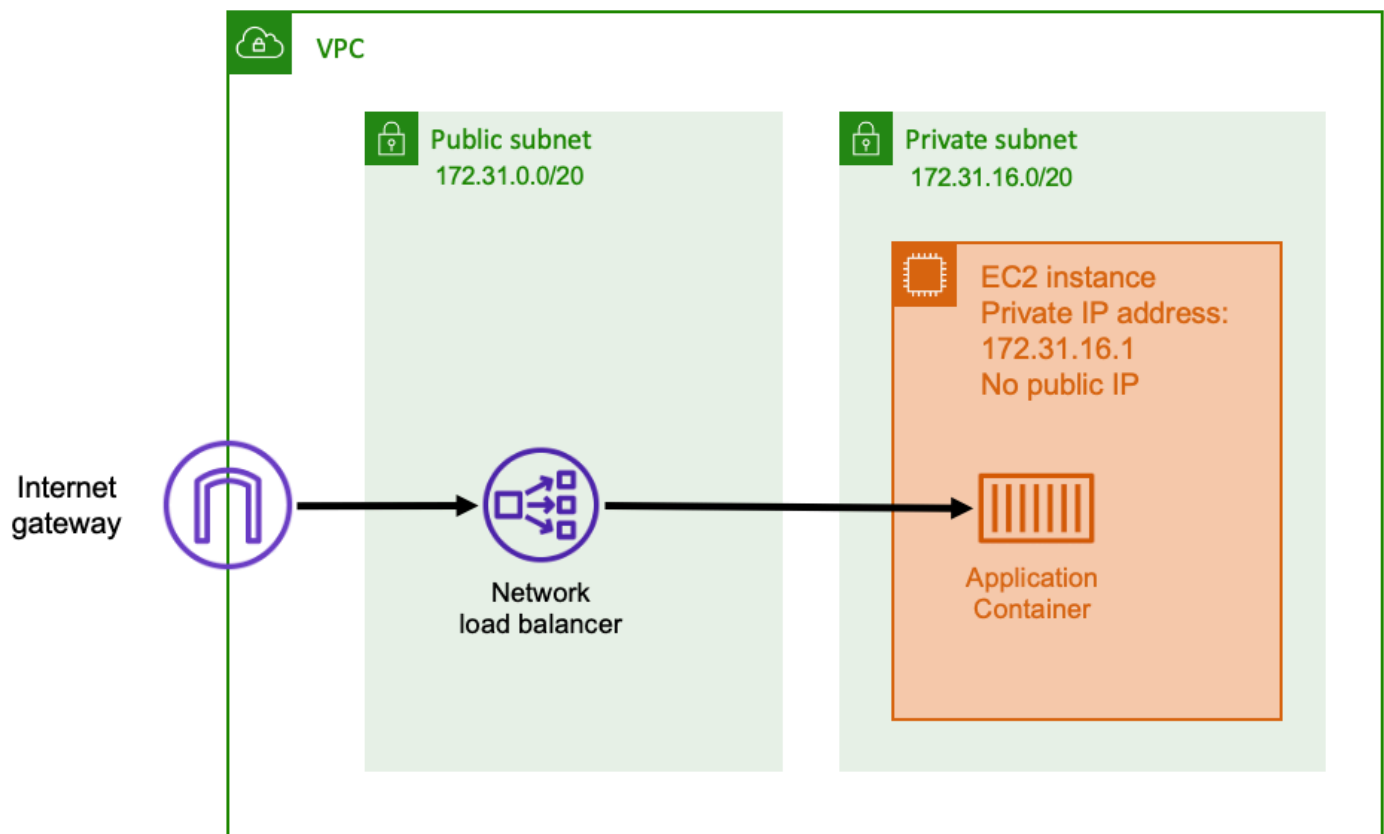 VPC
Public subnet
172.31.0.0/20
Private subnet
172.31.16.0/20
EC2 instance
Private IP address:
172.31.16.1
No public IP
Internet
gateway
Network
load balancer
Application
Container